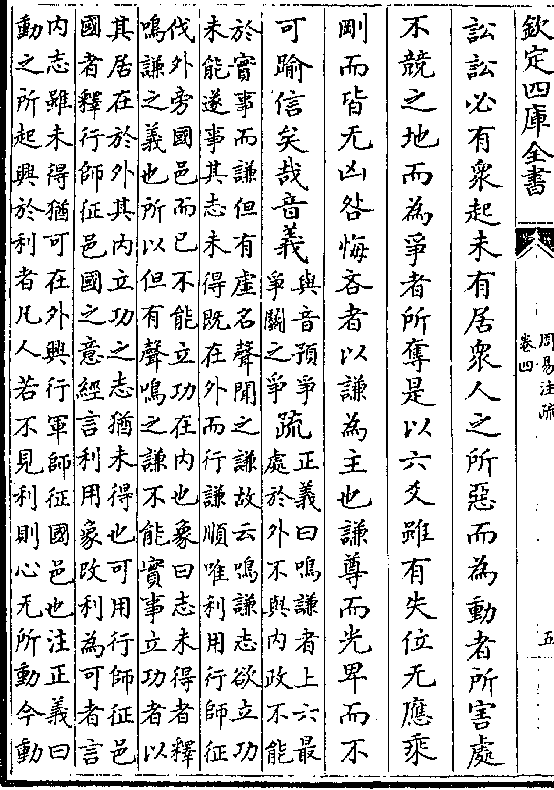 欽定四庫全書
周易注疏
卷四
五
訟訟必有衆起未有居衆人之所惡而為動者所害處
不競之地而為爭者所奪是以六爻雖有失位无應乘
剛而皆无凶咎悔吝者以謙為主也謙尊而光卑而不
可踰信矣哉音義
與音預爭
爭鬬之爭
疏
正義曰鳴謙者上六最
處於外不與內政不能
於實事而謙但有虛名聲聞之謙故云鳴謙志欲立功
未能遂事其志未得既在外而行謙順唯利用行師征
伐外旁國邑而已不能立功在內也象曰志未得者釋
鳴謙之義也所以但有聲鳴之謙不能實事立功者以
其居在於外其內立功之志猶未得也可用行師征邑
國者釋行師征邑國之意經言利用象改利為可者言
內志雖未得猶可在外興行軍師征國邑也注正義曰
動之所起興於利者凡人若不見利則心无所動今動